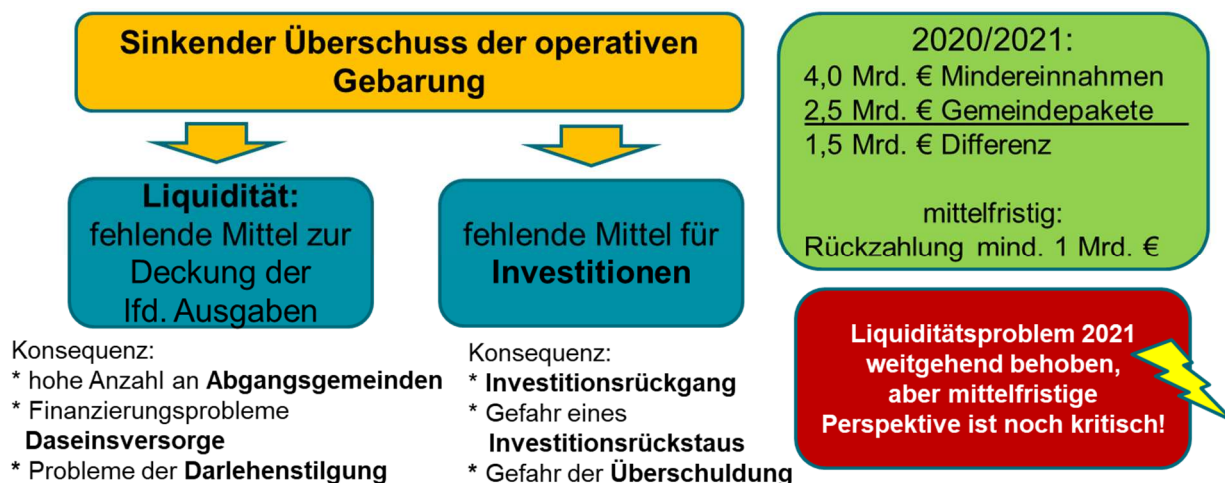 Sinkender Überschuss der operativen
Gebarung
Liquidität:
fehlende Mittel zur
Deckung der
lfd. Ausgaben
Konsequenz:
* hohe Anzahl an Abgangsgemeinden
* Finanzierungsprobleme
Daseinsversorge
* Probleme der Darlehenstilgung
fehlende Mittel für
Investitionen
Konsequenz:
* Investitionsrückgang
* Gefahr eines
Investitionsrückstaus
* Gefahr der Überschuldung
2020/2021:
4,0 Mrd. € Mindereinnahmen
2,5 Mrd. € Gemeindepakete
1,5 Mrd. € Differenz
mittelfristig:
Rückzahlung mind. 1 Mrd. €
Liquiditätsproblem 2021
weitgehend behoben,
aber mittelfristige
Perspektive ist noch kritisch!